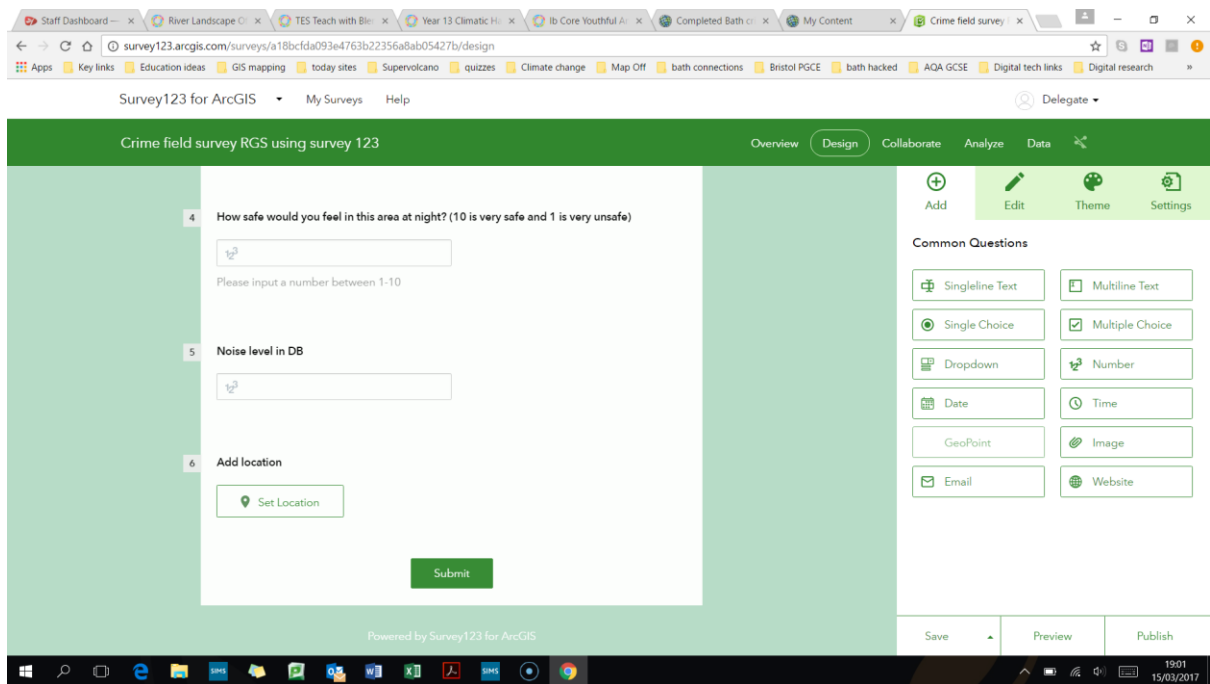 Staff Dashboard —
River Landscape O
TES Teach with Ble
Year 13 Climatic Ha
Ib Core Youthful A
Completed Bath c
My Content
Crime field survey
survey123.arcgis.com/surveys/a18bcfda093e4763b22356a8ab05427b/design
Apps Key links Education ideas GIS mapping today sites Supervolcano quizzes Climate change Map Off bath connections Bristol PGCE bath hacked AQA GCSE Digital tech links Digital research »
Survey123 for ArcGIS My Surveys Help Delegate
Crime field survey RGS using survey 123 Overview Design Collaborate Analyze Data
Add Edit Theme Settings
4 How safe would you feel in this area at night? (10 is very safe and 1 is very unsafe)
Please input a number between 1-10
5 Noise level in DB
6 Add location
Set Location
Submit
Powered by Survey123 for ArcGIS
Common Questions
Singleline Text Multiline Text
Single Choice Multiple Choice
Dropdown Number
Date Time
GeoPoint Image
Email Website
Save Preview Publish
19:01
15/03/2017